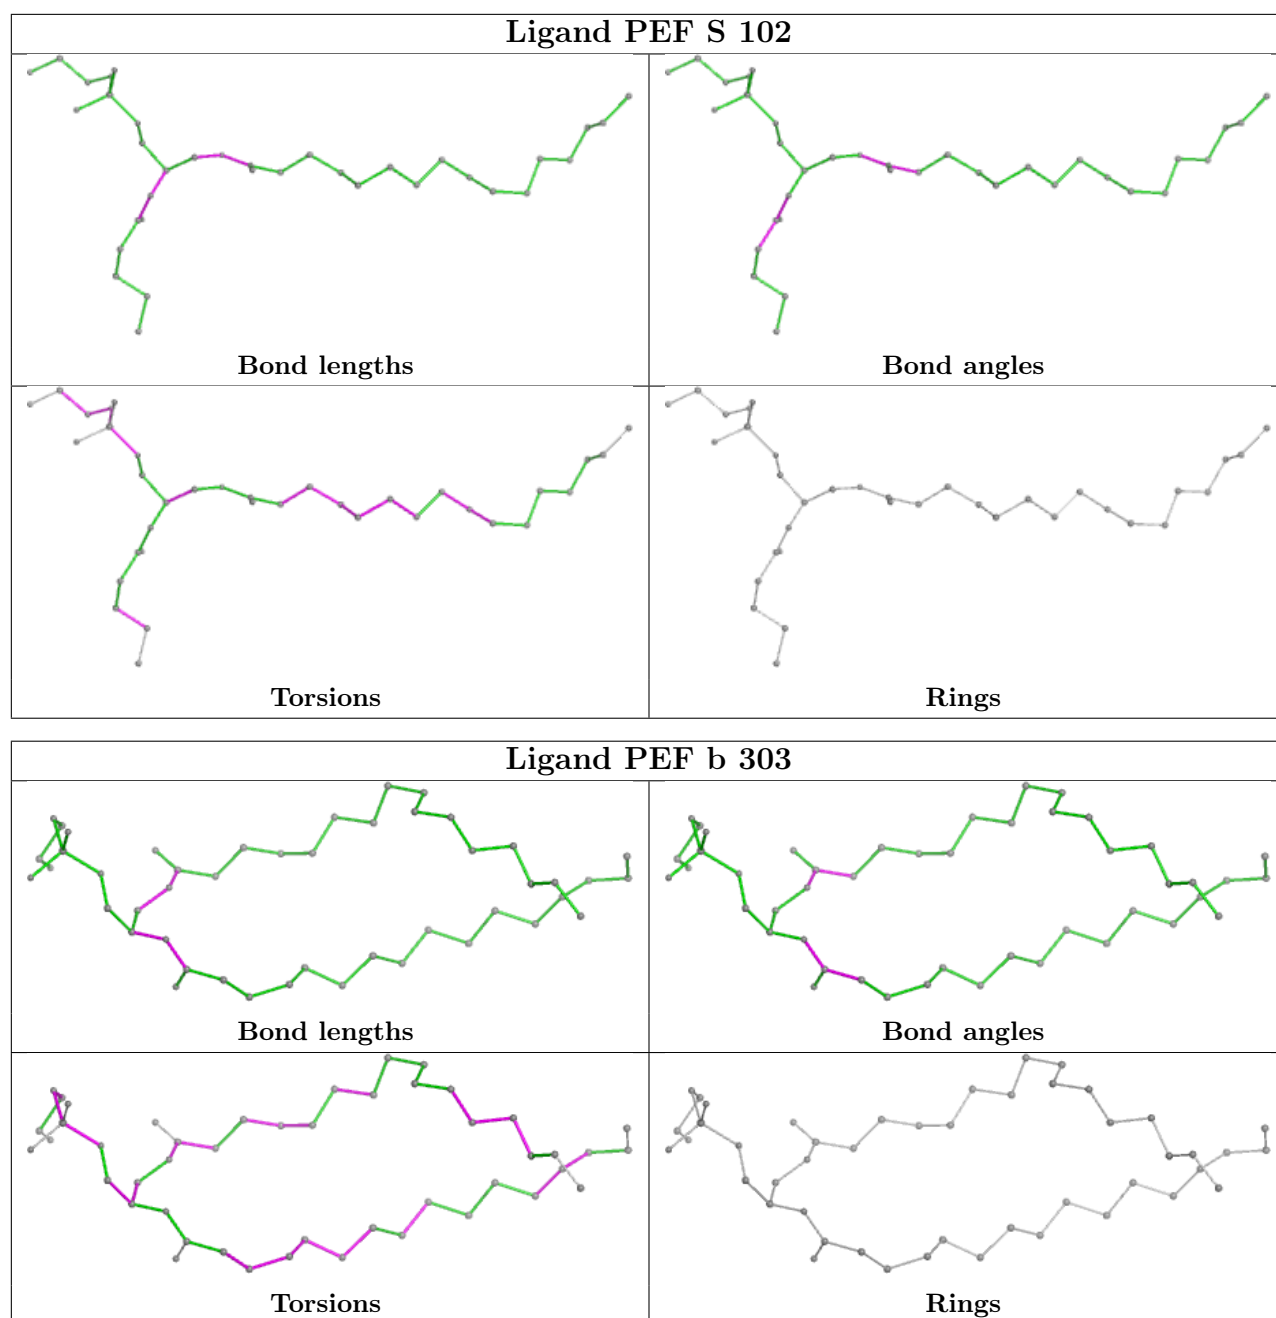 Ligand PEF S 102
Bond lengths
Bond angles
Torsions
Rings
Ligand PEF b 303
Bond lengths
Bond angles
Torsions
Rings